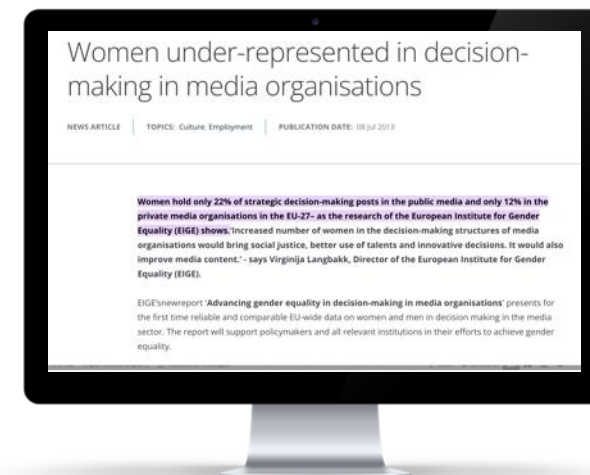 Women under-represented in decision-
making in media organisations
NEWS ARTICLE TOPICS: Culture, Employment PUBLICATION DATE: 08 Jul 2013
Women hold only 22% of strategic decision-making posts in the public media and only 12% in the
private media organisations in the EU-27– as the research of the European Institute for Gender
Equality (EIGE) shows.'Increased number of women in the decision-making structures of media
organisations would bring social justice, better use of talents and innovative decisions. It would also
improve media content.' - says Virginija Langbakk, Director of the European Institute for Gender
Equality (EIGE).
EIGE'snewreport 'Advancing gender equality in decision-making in media organisations' presents for
the first time reliable and comparable EU-wide data on women and men in decision making in the media
sector. The report will support policymakers and all relevant institutions in their efforts to achieve gender
equality.